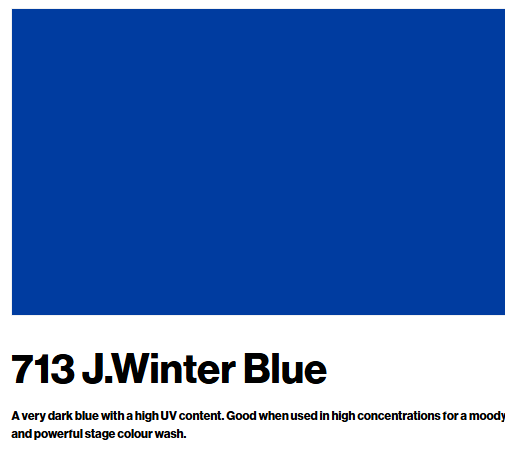 713 J.Winter Blue
A very dark blue with a high UV content. Good when used in high concentrations for a moody
and powerful stage colour wash.